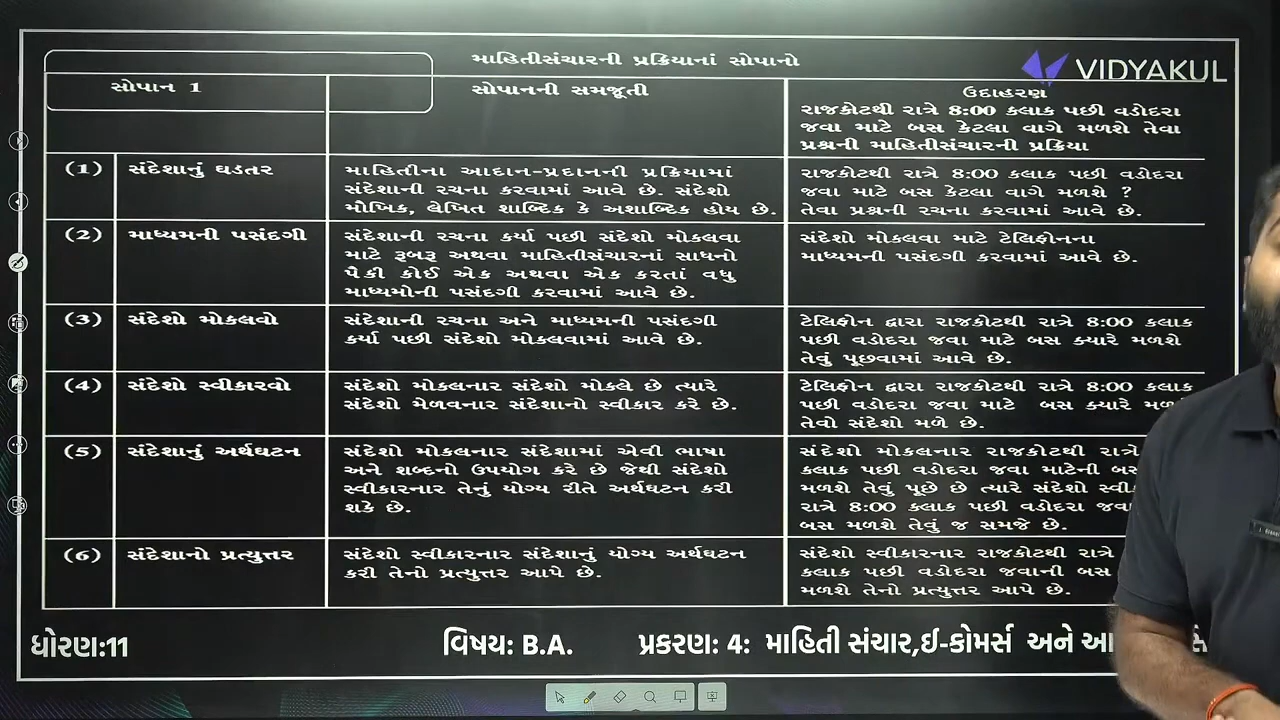 માહિતીસંચારની પ્રક્રિયાનાં સોપાનો
VIDYAKUL
સોપાન 1
સોપાનની સમજૂતી
ઉદાહરણ
રાજકોટથી રાત્રે 8:00 કલાક પછી વડોદરા
જવા માટે બસ કેટલા વાગે મળશે તેવા
પ્રશ્નની માહિતીસંચારની પ્રક્રિયા
(1) સંદેશાનું ઘડતર
માહિતીના આદાન-પ્રદાનની પ્રક્રિયામાં
સંદેશાની રચના કરવામાં આવે છે. સંદેશો
મૌખિક, લેખિત શાબ્દિક કે અશાબ્દિક હોય છે.
રાજકોટથી રાત્રે 8:00 કલાક પછી વડોદરા
જવા માટે બસ કેટલા વાગે મળશે ?
તેવા પ્રશ્નની રચના કરવામાં આવે છે.
(2) માધ્યમની પસંદગી
સંદેશાની રચના કર્યા પછી સંદેશો મોકલવા
માટે રૂબરૂ અથવા માહિતીસંચારનાં સાધનો
પૈકી કોઈ એક અથવા એક કરતાં વધુ
માધ્યમોની પસંદગી કરવામાં આવે છે.
સંદેશો મોકલવા માટે ટેલિફોનના
માધ્યમની પસંદગી કરવામાં આવે છે.
(3) સંદેશો મોકલવો
સંદેશાની રચના અને માધ્યમની પસંદગી
કર્યા પછી સંદેશો મોકલવામાં આવે છે.
ટેલિફોન દ્વારા રાજકોટથી રાત્રે 8:00 કલાક
પછી વડોદરા જવા માટે બસ ક્યારે મળશે
તેવું પૂછવામાં આવે છે.
(4) સંદેશો સ્વીકારવો
સંદેશો મોકલનાર સંદેશો મોકલે છે ત્યારે
સંદેશો મેળવનાર સંદેશાનો સ્વીકાર કરે છે.
ટેલિફોન દ્વારા રાજકોટથી રાત્રે 8:00 કલાક
પછી વડોદરા જવા માટે બસ ક્યારે
તેવો સંદેશો મળે છે.
(5) સંદેશાનું અર્થઘટન
સંદેશો મોકલનાર સંદેશામાં એવી ભાષા
અને શબ્દનો ઉપયોગ કરે છે જેથી સંદેશો
સ્વીકારનાર તેનું યોગ્ય રીતે અર્થઘટન કરી
શકે છે.
સંદેશો મોકલનાર રાજકોટથી રાત્રે
કલાક પછી વડોદરા જવા માટેની બસ
મળશે તેવું પૂછે છે ત્યારે સંદેશો
રાત્રે 8:00 કલાક પછી વડોદરા જવા
બસ મળશે તેવું જ સમજે છે.
(6) સંદેશાનો પ્રત્યુત્તર
સંદેશો સ્વીકારનાર સંદેશાનું યોગ્ય અર્થઘટન
કરી તેનો પ્રત્યુત્તર આપે છે.
સંદેશો સ્વીકારનાર રાજકોટથી રાત્રે
કલાક પછી વડોદરા જવાની બસ
મળશે તેનો પ્રત્યુત્તર આપે છે.
ધોરણ:11
વિષય: B.A.
પ્રકરણ: 4: માહિતી સંચાર,ઈ-કોમર્સ અને